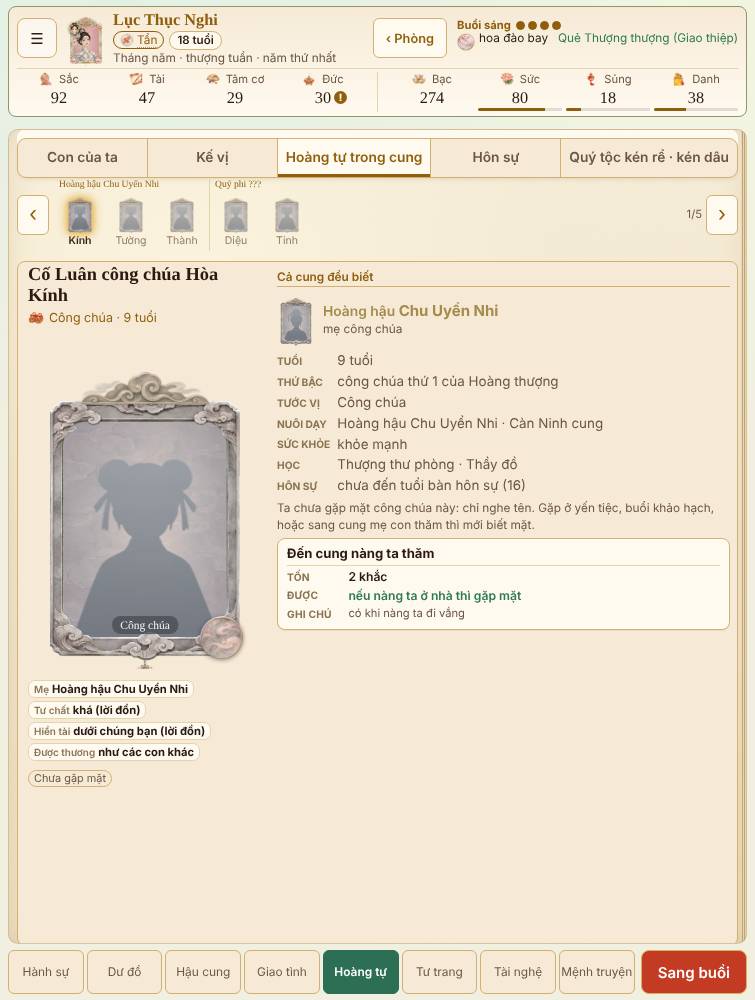 ☰
Lục Thục Nghi
Tần 18 tuổi
Tháng năm · thượng tuần · năm thứ nhất
‹ Phòng
Buổi sáng
hoa đào bay Quẻ Thượng thượng (Giao thiệp)
Sắc Tài Tâm cơ Đức Bạc Sức Sủng Danh
92 47 29 30 ! 274 80 18 38
Con của ta Kế vị Hoàng tự trong cung Hôn sự Quý tộc kén rể · kén dâu
Hoàng hậu Chu Uyển Nhi Quý phi ???
‹ 1/5 ›
Kính Tường Thành Diệu Tinh
Cố Luân công chúa Hòa
Kính
Công chúa · 9 tuổi
Công chúa
Mẹ Hoàng hậu Chu Uyển Nhi
Tư chất khá (lời đồn)
Hiển tài dưới chúng bạn (lời đồn)
Được thương như các con khác
Chưa gặp mặt
Cả cung đều biết
Hoàng hậu Chu Uyển Nhi
mẹ công chúa
TUỔI 9 tuổi
THỨ BẬC công chúa thứ 1 của Hoàng thượng
TƯỚC VỊ Công chúa
NUÔI DẠY Hoàng hậu Chu Uyển Nhi · Càn Ninh cung
SỨC KHỎE khỏe mạnh
HỌC Thượng thư phòng · Thầy đồ
HÔN SỰ chưa đến tuổi bàn hôn sự (16)
Ta chưa gặp mặt công chúa này: chỉ nghe tên. Gặp ở yến tiệc, buổi khảo hạch,
hoặc sang cung mẹ con thăm thì mới biết mặt.
Đến cung nàng ta thăm
TỐN 2 khắc
ĐƯỢC nếu nàng ta ở nhà thì gặp mặt
GHI CHÚ có khi nàng ta đi vắng
Hành sự Dư đồ Hậu cung Giao tình Hoàng tự Tư trang Tài nghệ Mệnh truyện Sang buổi